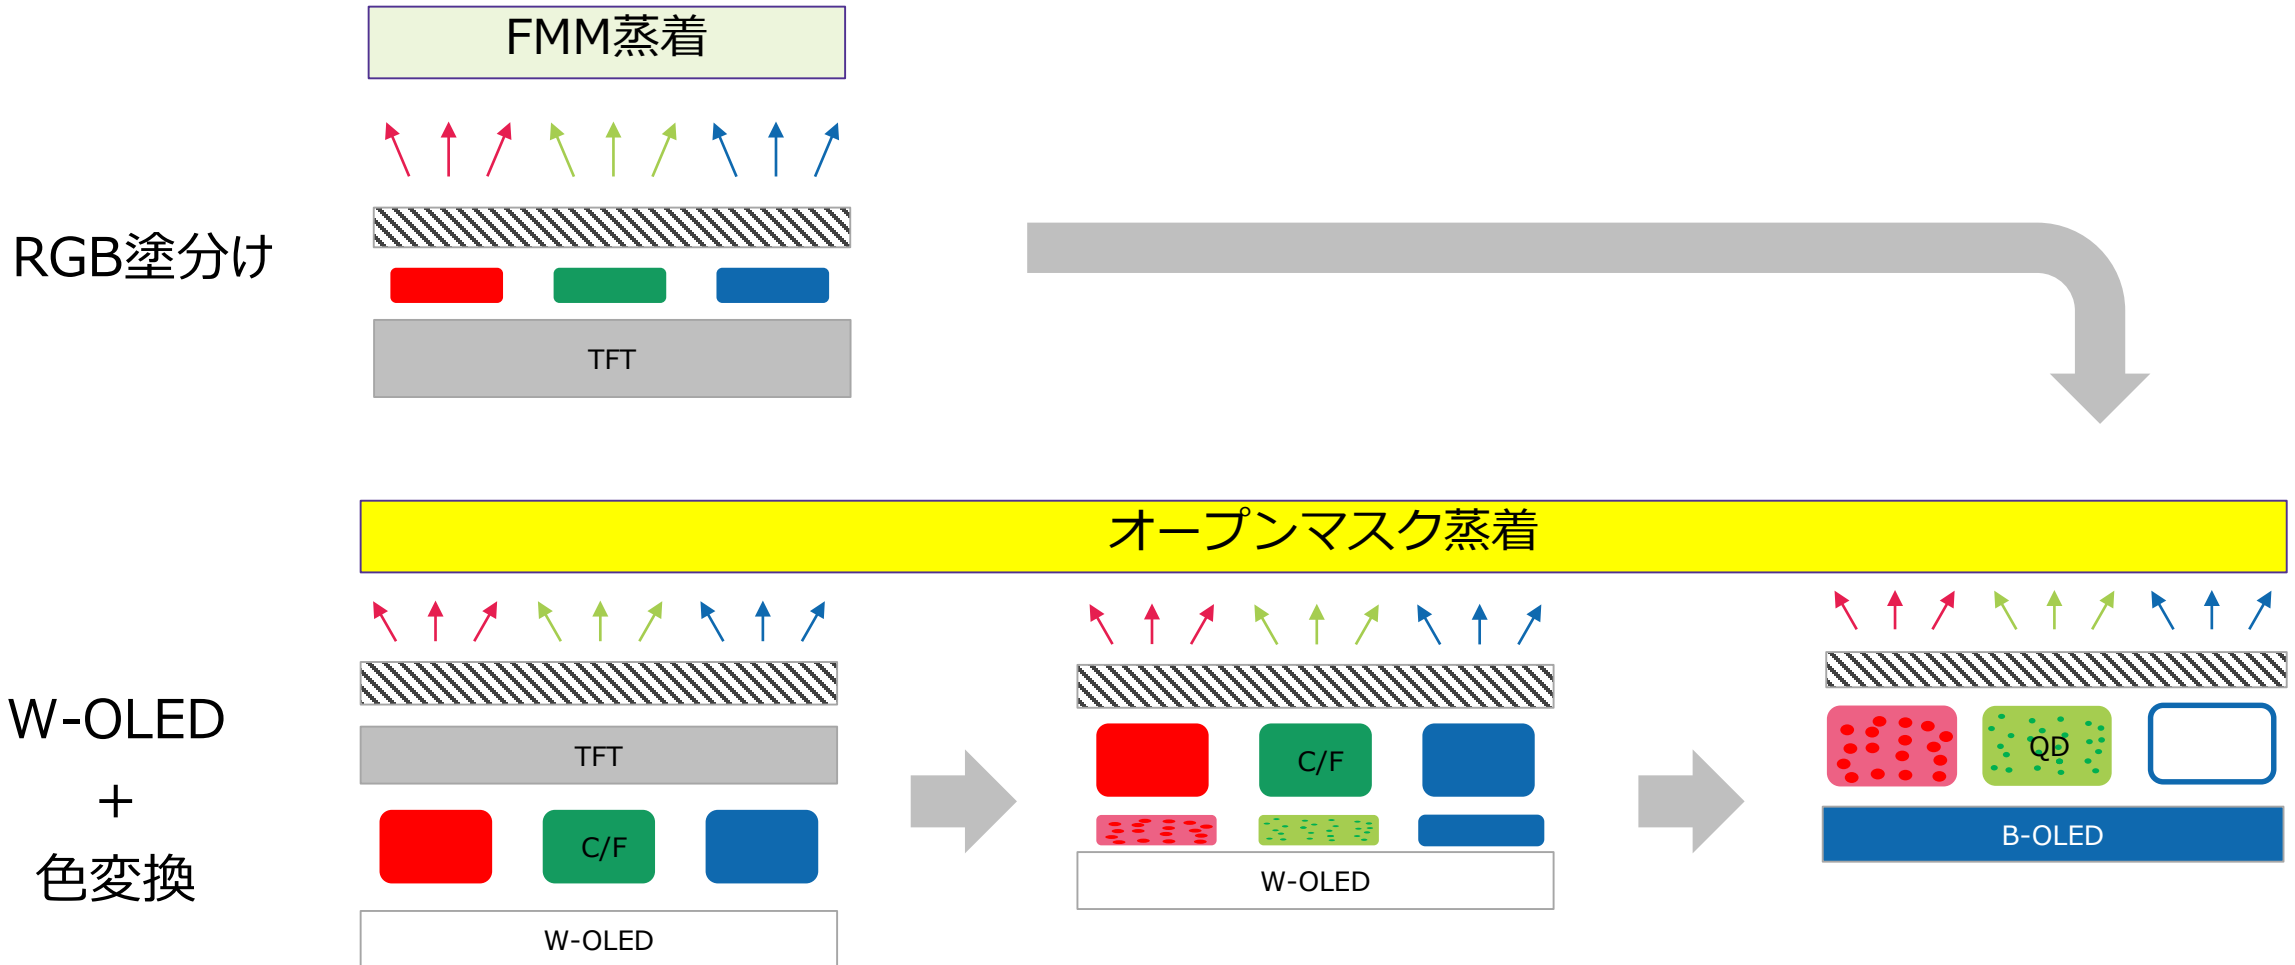 FMM蒸着
RGB塗分け
TFT
オープンマスク蒸着
W-OLED
+
色変換
TFT
C/F
W-OLED
C/F
W-OLED
QD
B-OLED